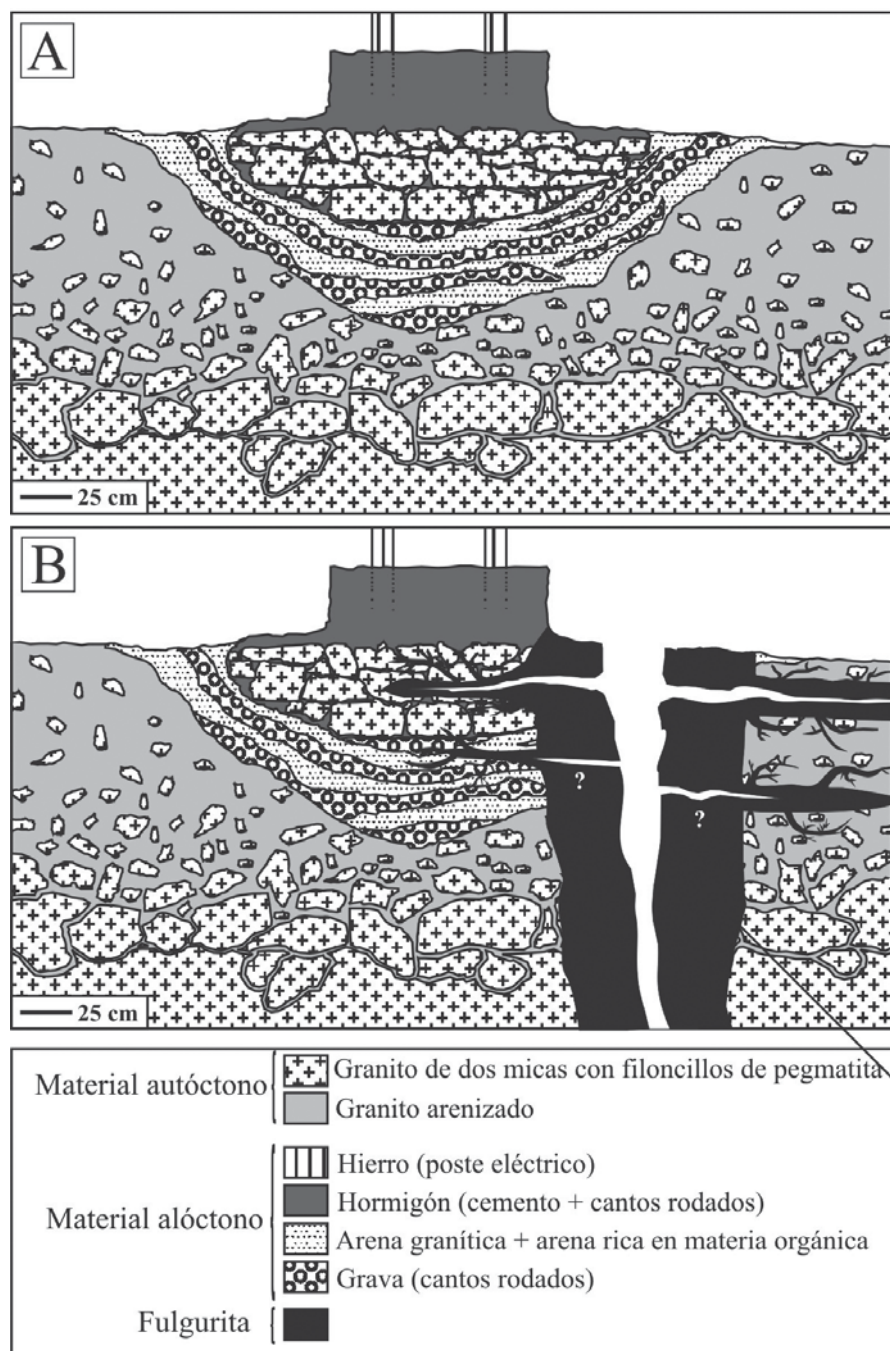 A
25 cm
B
?
?
25 cm
Material autóctono
Granito de dos micas con filoncillos de pegmatita
Granito arenizado
Material alóctono
Hierro (poste eléctrico)
Hormigón (cemento + cantos rodados)
Arena granítica + arena rica en materia orgánica
Grava (cantos rodados)
Fulgurita